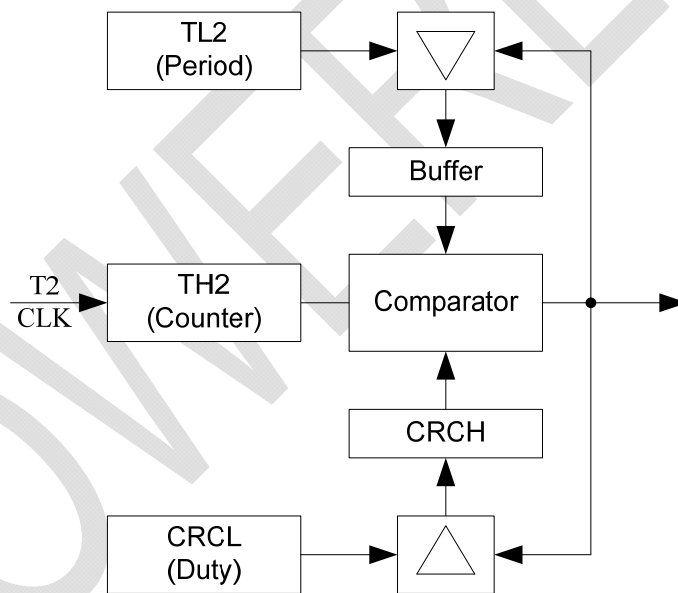 TL2
(Period)
Buffer
T2
CLK
TH2
(Counter)
Comparator
CRCH
CRCL
(Duty)